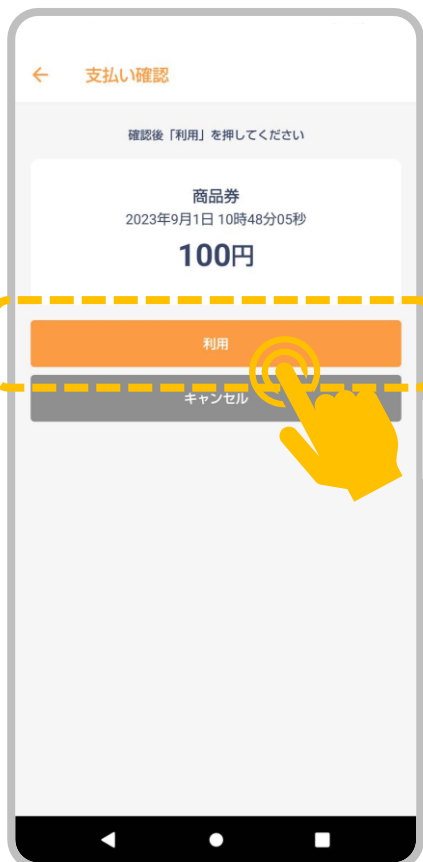 支払い確認
確認後「利用」を押してください
商品券
2023年9月1日 10時48分05秒
100円
利用
キャンセル